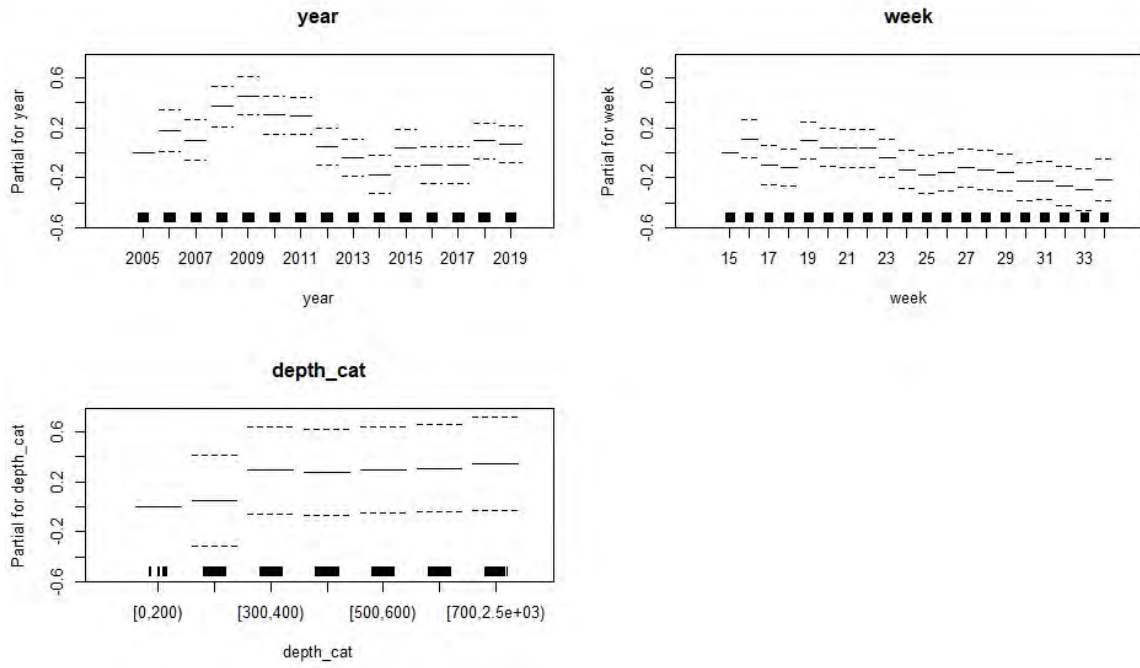 year
Partial for year
0.6
0.2
-0.2
-0.6
2005 2007 2009 2011 2013 2015 2017 2019
year
week
Partial for week
0.6
0.2
-0.2
-0.6
15 17 19 21 23 25 27 29 31 33
week
depth_cat
Partial for depth_cat
0.6
0.2
-0.2
-0.6
[0,200) [300,400) [500,600) [700,2.5e+03)
depth_cat